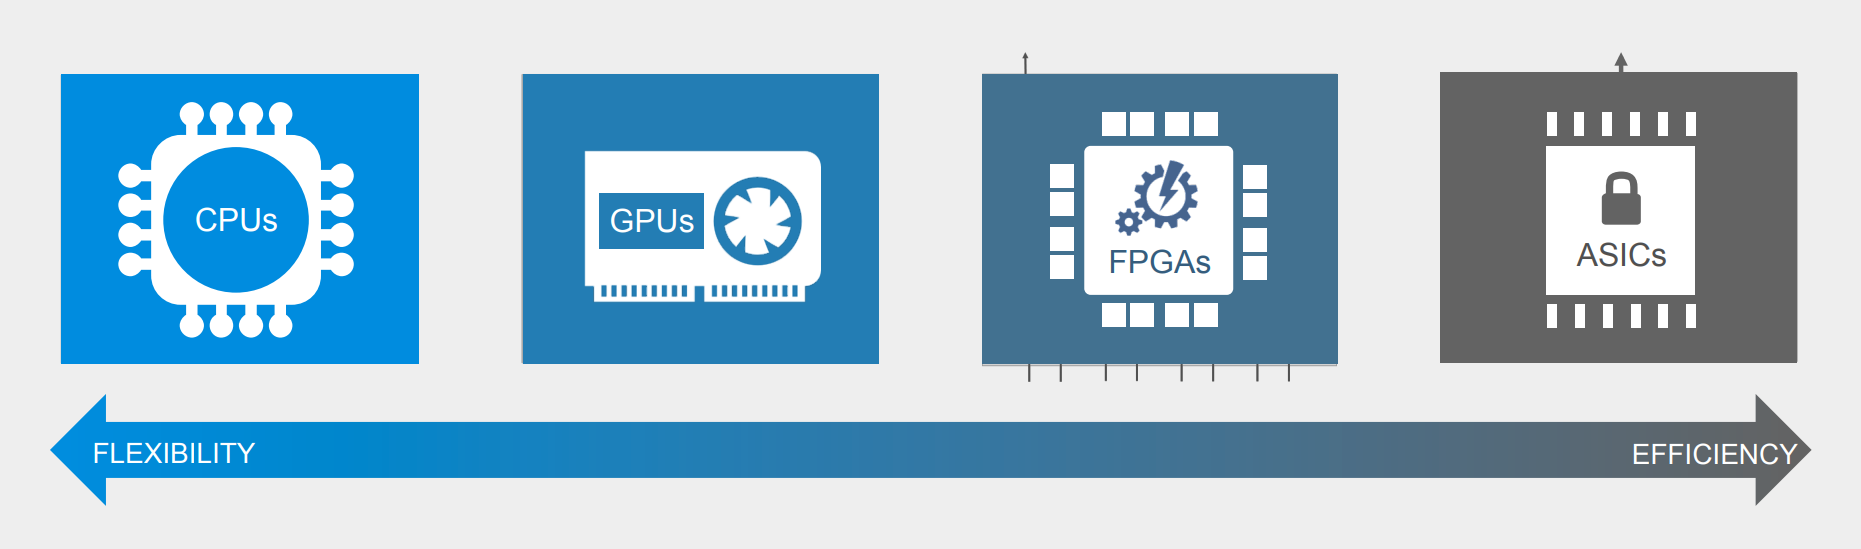 CPUs
GPUs
FPGAs
ASICs
FLEXIBILITY
EFFICIENCY